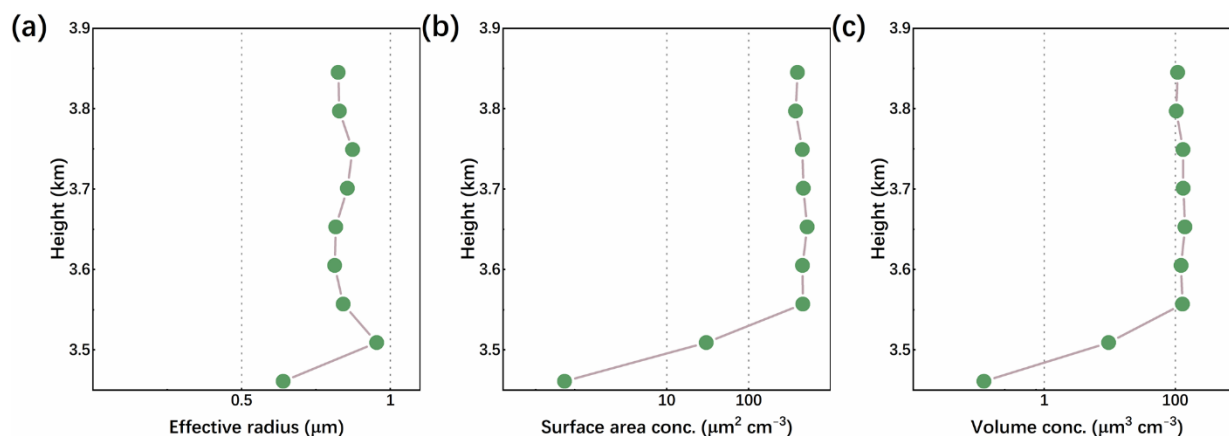 (a)
3.9
3.8
3.7
3.6
3.5
Height (km)
0.5 1
Effective radius (μm)
(b)
3.9
3.8
3.7
3.6
3.5
Height (km)
10 100
Surface area conc. (μm² cm⁻³)
(c)
3.9
3.8
3.7
3.6
3.5
Height (km)
1 100
Volume conc. (μm³ cm⁻³)